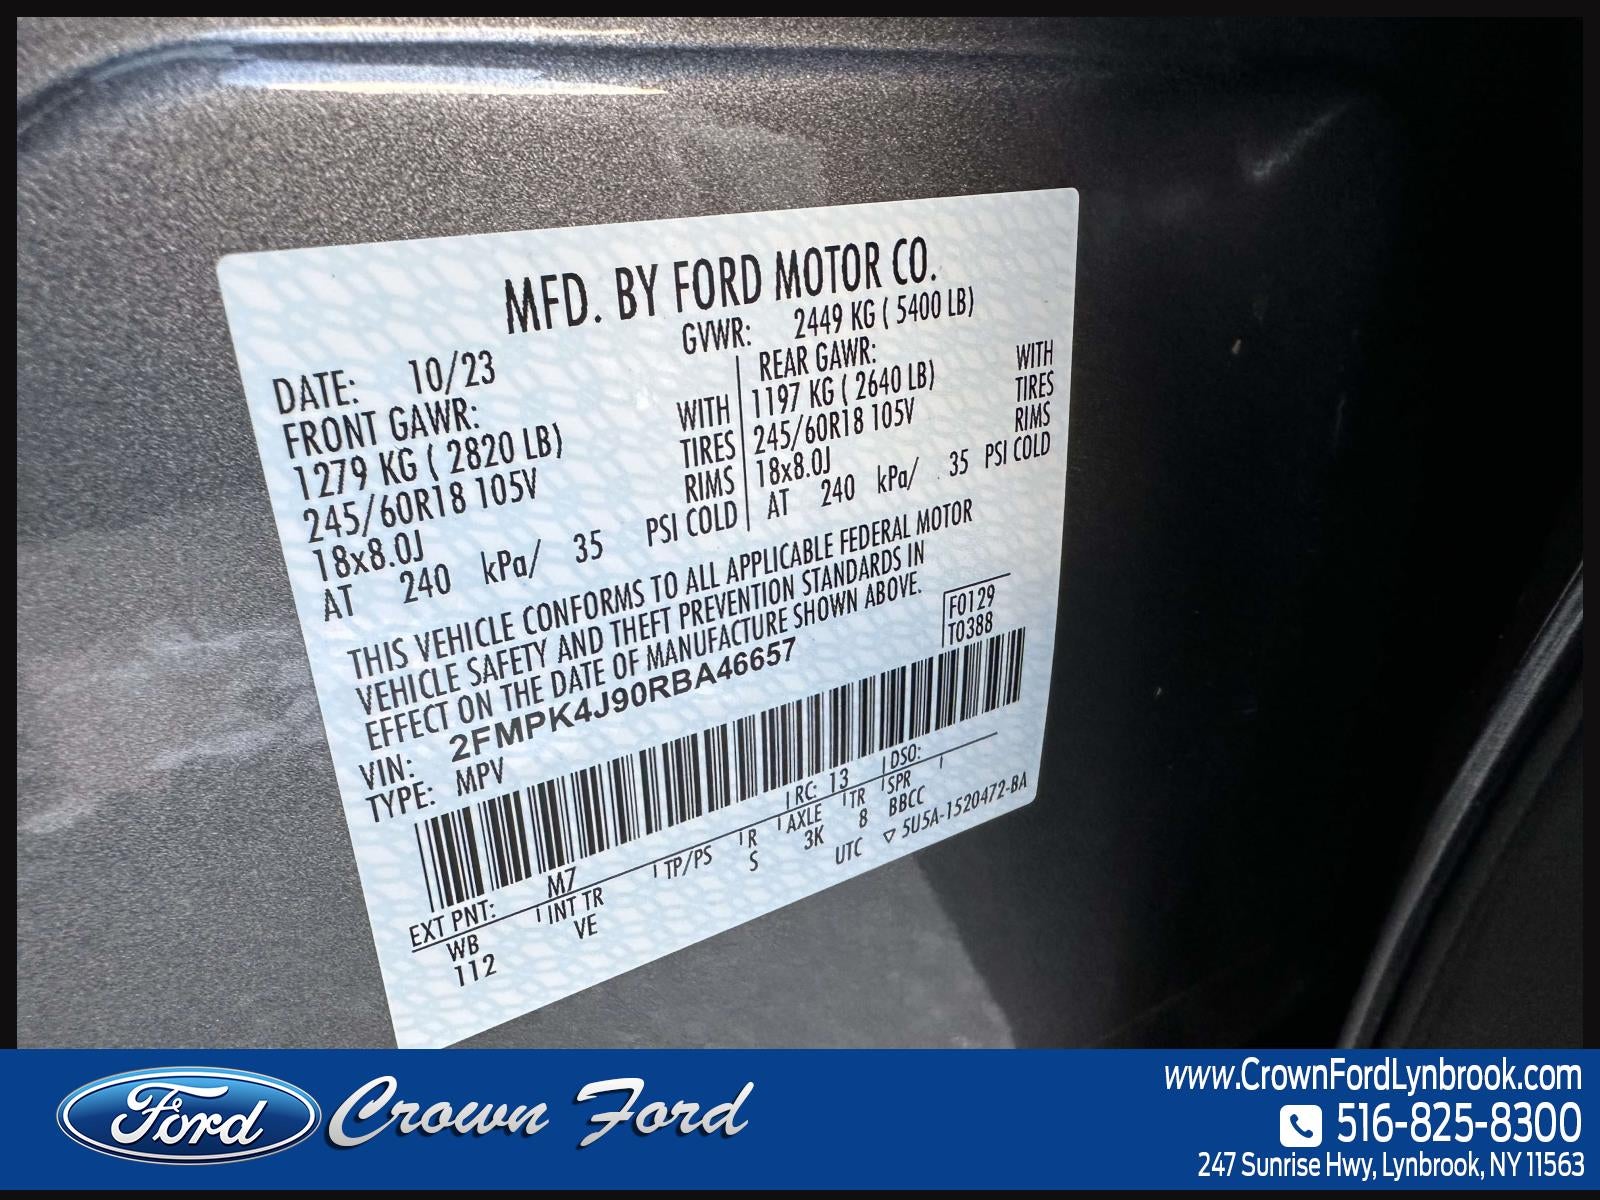 MFD. BY FORD MOTOR CO.
DATE: 10/23 GVWR: 2449 KG ( 5400 LB)
FRONT GAWR: REAR GAWR:
1279 KG ( 2820 LB) WITH 1197 KG ( 2640 LB) WITH
245/60R18 105V TIRES 245/60R18 105V TIRES
18x8.0J RIMS 18x8.0J RIMS
AT 240 kPa/ 35 PSI COLD AT 240 kPa/ 35 PSI COLD
THIS VEHICLE CONFORMS TO ALL APPLICABLE FEDERAL MOTOR
VEHICLE SAFETY AND THEFT PREVENTION STANDARDS IN
EFFECT ON THE DATE OF MANUFACTURE SHOWN ABOVE.
VIN: 2FMPK4J90RBA46657 F0129
TYPE: MPV T0388
EXT PNT: M7 RC: 13 DSO:
WB INT TR TP/PS R AXLE TR SPR
112 VE S 3K 8 BBCC
UTC ▽ 5U5A-1520472-BA
Ford Crown Ford
www.CrownFordLynbrook.com
516-825-8300
247 Sunrise Hwy, Lynbrook, NY 11563